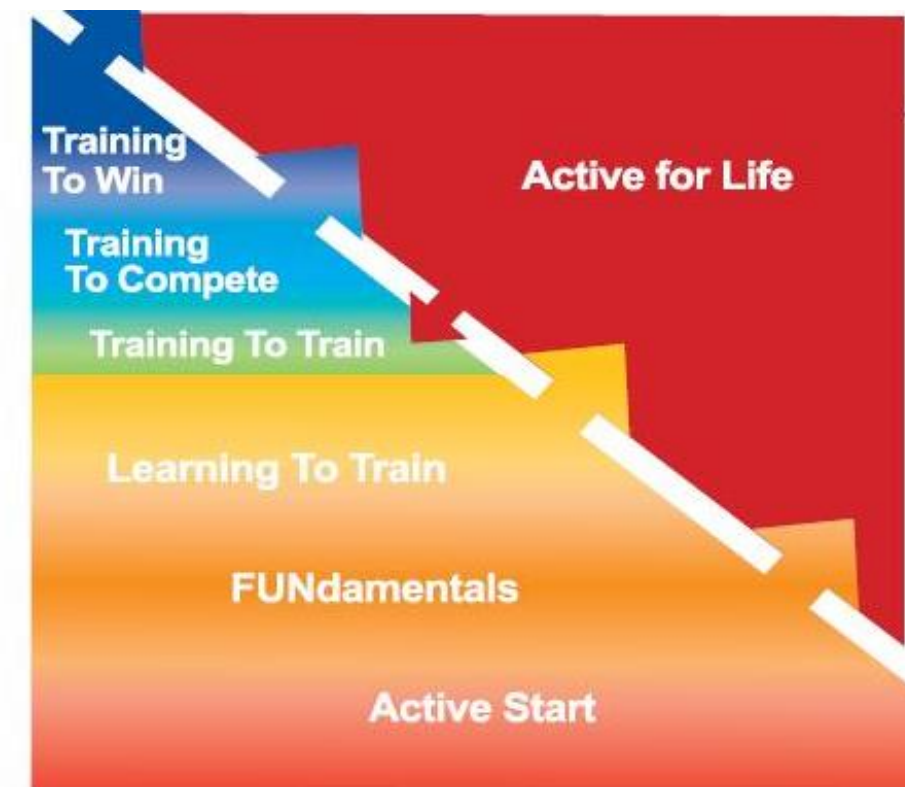 Training
To Win
Active for Life
Training
To Compete
Training To Train
Learning To Train
FUNdamentals
Active Start